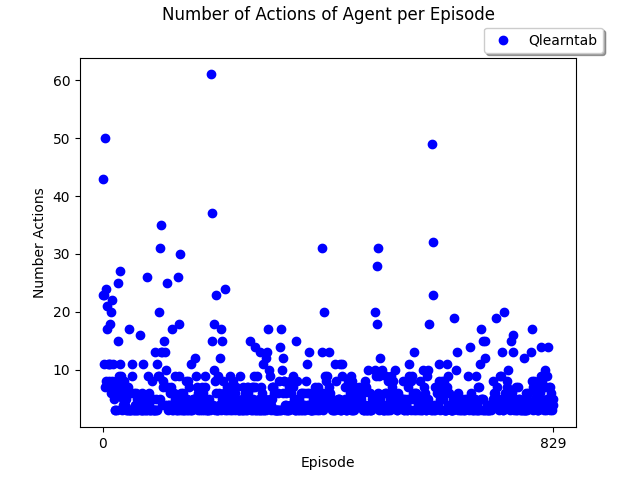 Number of Actions of Agent per Episode
Qlearntab
60
50
40
30
20
10
Number Actions
0
829
Episode